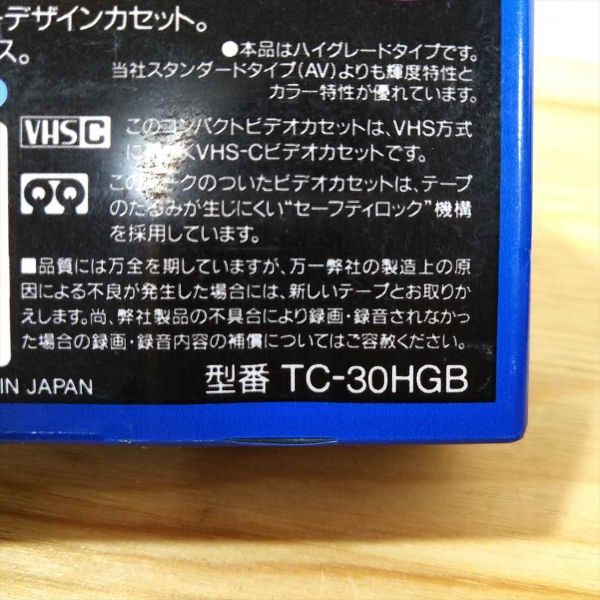 ーデザインカセット。
ス。
●本品はハイグレードタイプです。
当社スタンダードタイプ(AV)よりも輝度特性と
カラー特性が優れています。
VHS C
このコンパクトビデオカセットは、VHS方式
に くVHS-Cビデオカセットです。
この ークのついたビデオカセットは、テープ
のたるみが生じにくい“セーフティロック”機構
を採用しています。
■品質には万全を期していますが、万一弊社の製造上の原
因による不良が発生した場合には、新しいテープとお取りか
えします。尚、弊社製品の不具合により録画・録音されなかっ
た場合の録画・録音内容の補償についてはご容赦ください。
IN JAPAN
型番 TC-30HGB